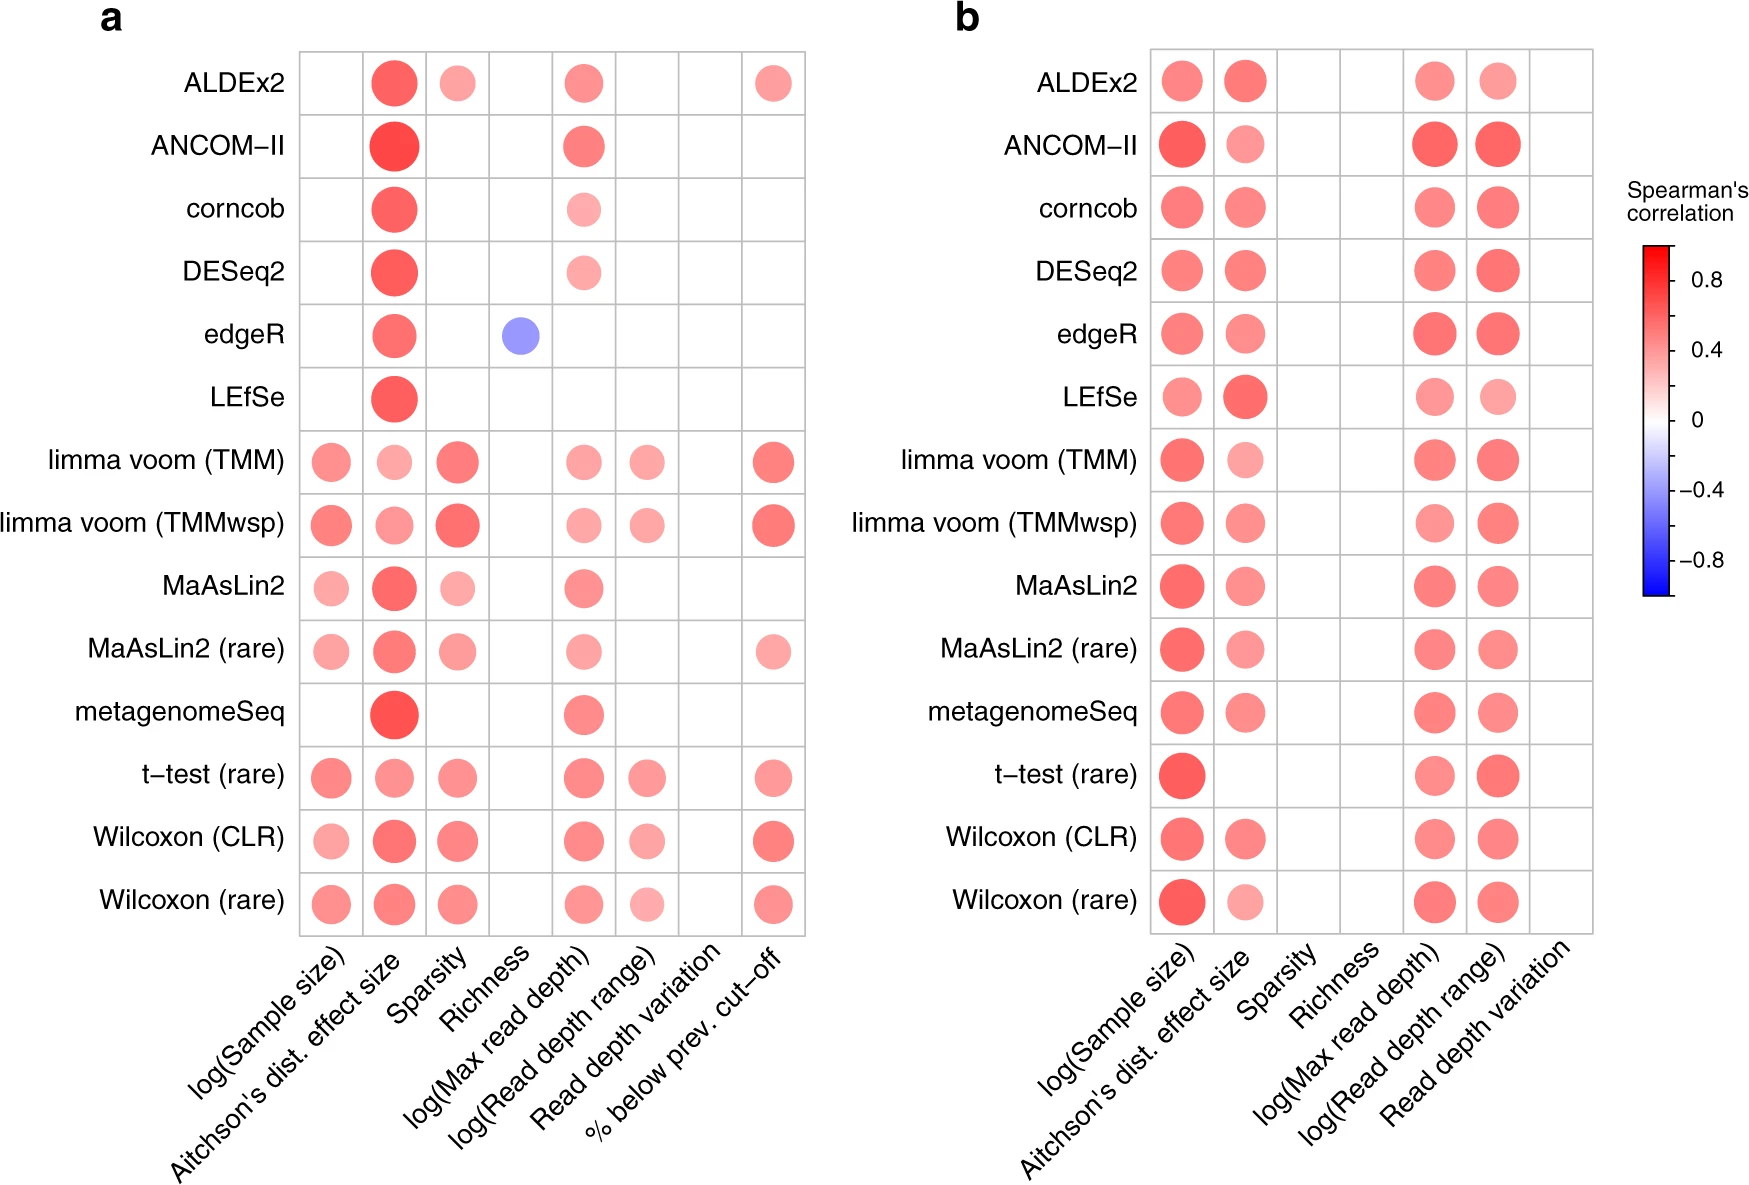 a
ALDEx2
ANCOM−II
corncob
DESeq2
edgeR
LEfSe
limma voom (TMM)
limma voom (TMMwsp)
MaAsLin2
MaAsLin2 (rare)
metagenomeSeq
t−test (rare)
Wilcoxon (CLR)
Wilcoxon (rare)
log(Sample size)
Aitchson's dist. effect size
Sparsity
Richness
log(Max read depth)
log(Read depth range)
Read depth variation
% below prev. cut−off
b
ALDEx2
ANCOM−II
corncob
DESeq2
edgeR
LEfSe
limma voom (TMM)
limma voom (TMMwsp)
MaAsLin2
MaAsLin2 (rare)
metagenomeSeq
t−test (rare)
Wilcoxon (CLR)
Wilcoxon (rare)
log(Sample size)
Aitchson's dist. effect size
Sparsity
Richness
log(Max read depth)
log(Read depth range)
Read depth variation
Spearman's
correlation
0.8
0.4
0
−0.4
−0.8